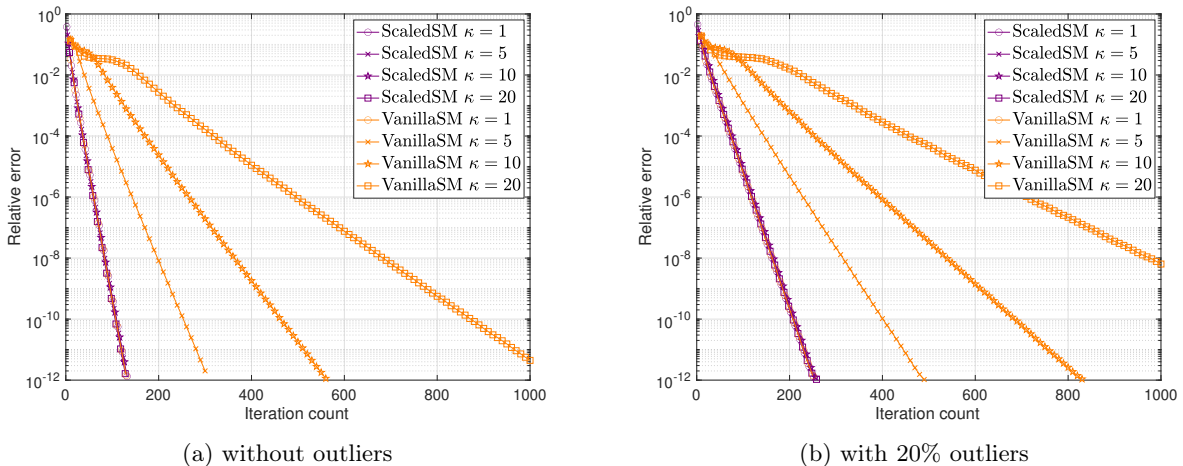 10^0
10^-2
10^-4
10^-6
10^-8
10^-10
10^-12
Relative error
0
200
400
600
800
1000
Iteration count
ScaledSM κ = 1
ScaledSM κ = 5
ScaledSM κ = 10
ScaledSM κ = 20
VanillaSM κ = 1
VanillaSM κ = 5
VanillaSM κ = 10
VanillaSM κ = 20
(a) without outliers
10^0
10^-2
10^-4
10^-6
10^-8
10^-10
10^-12
Relative error
0
200
400
600
800
1000
Iteration count
ScaledSM κ = 1
ScaledSM κ = 5
ScaledSM κ = 10
ScaledSM κ = 20
VanillaSM κ = 1
VanillaSM κ = 5
VanillaSM κ = 10
VanillaSM κ = 20
(b) with 20% outliers